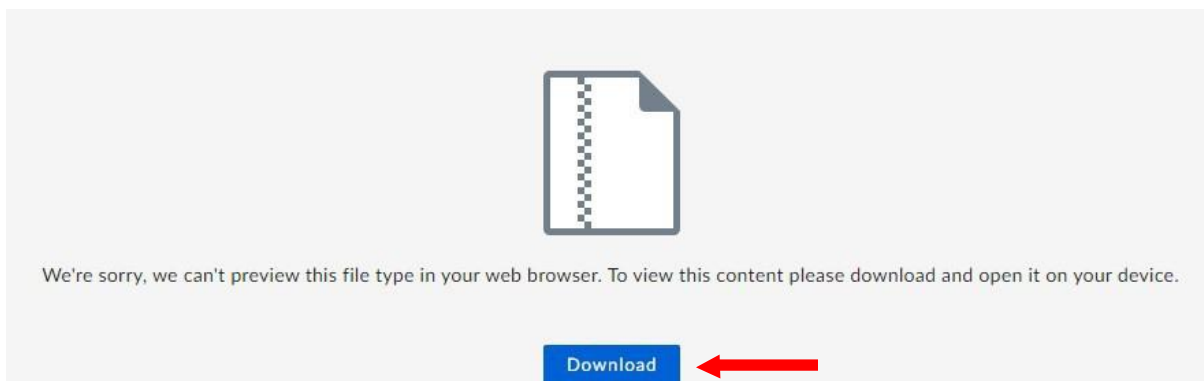 We're sorry, we can't preview this file type in your web browser. To view this content please download and open it on your device.
Download